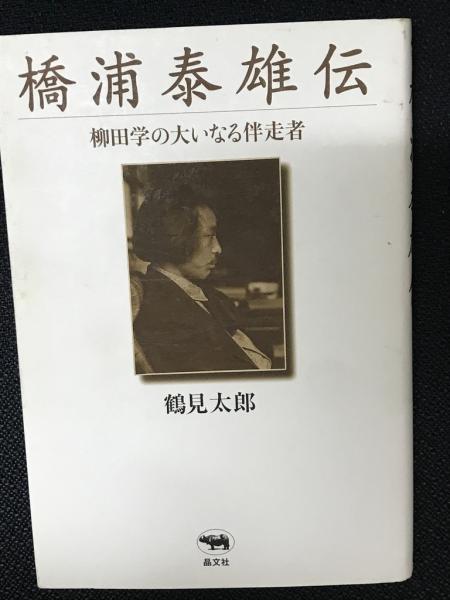 橋浦泰雄伝
柳田学の大いなる伴走者
鶴見太郎
晶文社